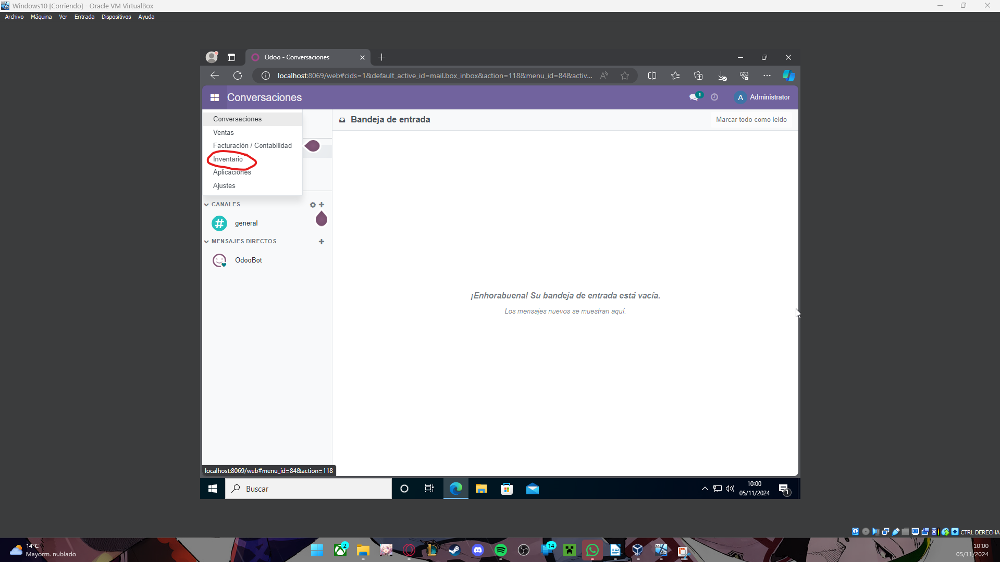 Windows10 [Corriendo] - Oracle VM VirtualBox
Archivo Máquina Ver Entrada Dispositivos Ayuda
Odoo - Conversaciones
localhost:8069/web#cids=1&default_active_id=mail.box_inbox&action=118&menu_id=84&activ...
Conversaciones
1
A Administrator
Conversaciones
Ventas
Facturación / Contabilidad
Inventario
Aplicaciones
Ajustes
Bandeja de entrada
Marcar todo como leido
CANALES
general
MENSAJES DIRECTOS
OdooBot
¡Enhorabuena! Su bandeja de entrada está vacía.
Los mensajes nuevos se muestran aquí.
localhost:8069/web#menu_id=84&action=118
Buscar
10:00
05/11/2024
1
CTRL DERECHA
14°C
Mayorm. nublado
2
14
10:00
05/11/2024